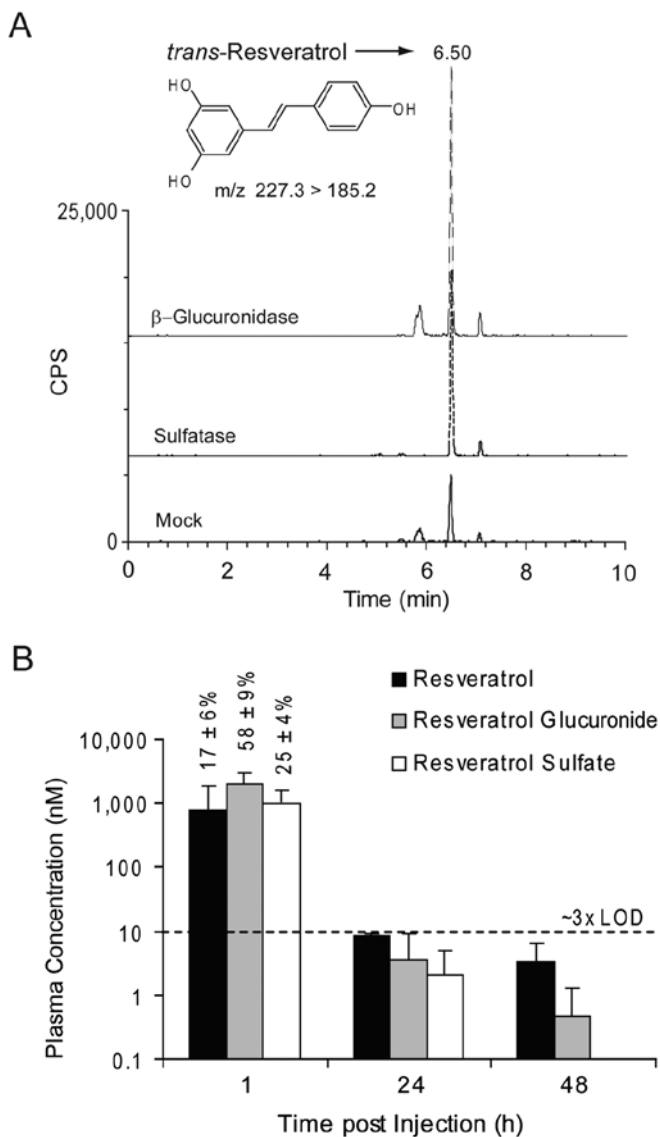 A
trans-Resveratrol
6.50
HO
OH
HO
m/z 227.3 > 185.2
25,000
β-Glucuronidase
CPS
Sulfatase
Mock
0
0 2 4 6 8 10
Time (min)
B
17 ± 6%
58 ± 9%
25 ± 4%
Resveratrol
Resveratrol Glucuronide
Resveratrol Sulfate
10,000
1,000
100
10
1
0.1
Plasma Concentration (nM)
~3x LOD
1 24 48
Time post Injection (h)